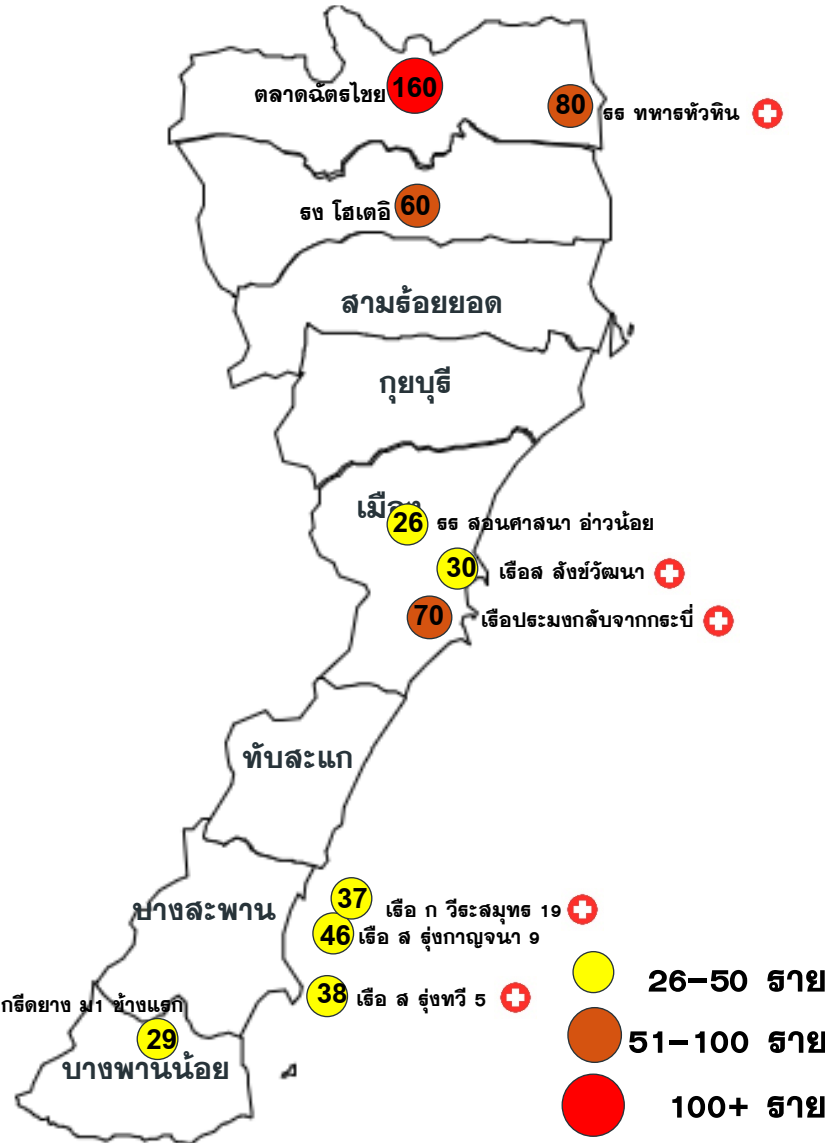 ตลาดฉัตรไชย 160
80 รร ทหารหัวหิน
รง โฮเตอิ 60
สามร้อยยอด
กุยบุรี
เมือง
26 รร สอนศาสนา อ่าวน้อย
30 เรือส สังข์วัฒนา
70 เรือประมงกลับจากกระบี่
ทับสะแก
37 เรือ ก วีระสมุทร 19
บางสะพาน
46 เรือ ส รุ่งกาญจนา 9
38 เรือ ส รุ่งทวี 5
กรีดยาง ม1 ช้างแรก
29
บางพานน้อย
26-50 ราย
51-100 ราย
100+ ราย